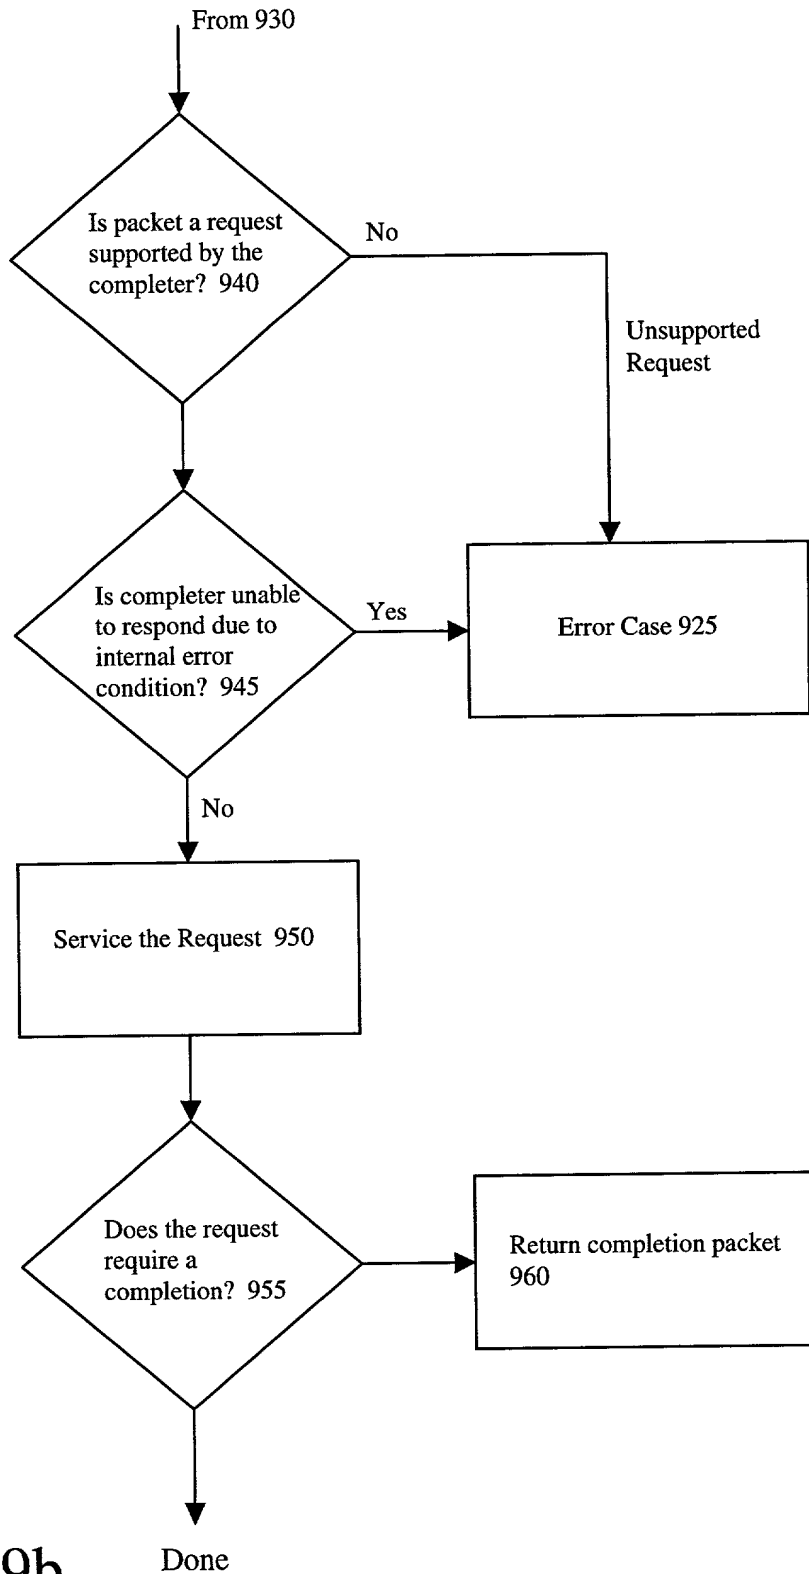 From 930
Is packet a request
supported by the
completer? 940
No
Unsupported
Request
Is completer unable
to respond due to
internal error
condition? 945
Yes
Error Case 925
No
Service the Request 950
Does the request
require a
completion? 955
Return completion packet
960
9b
Done